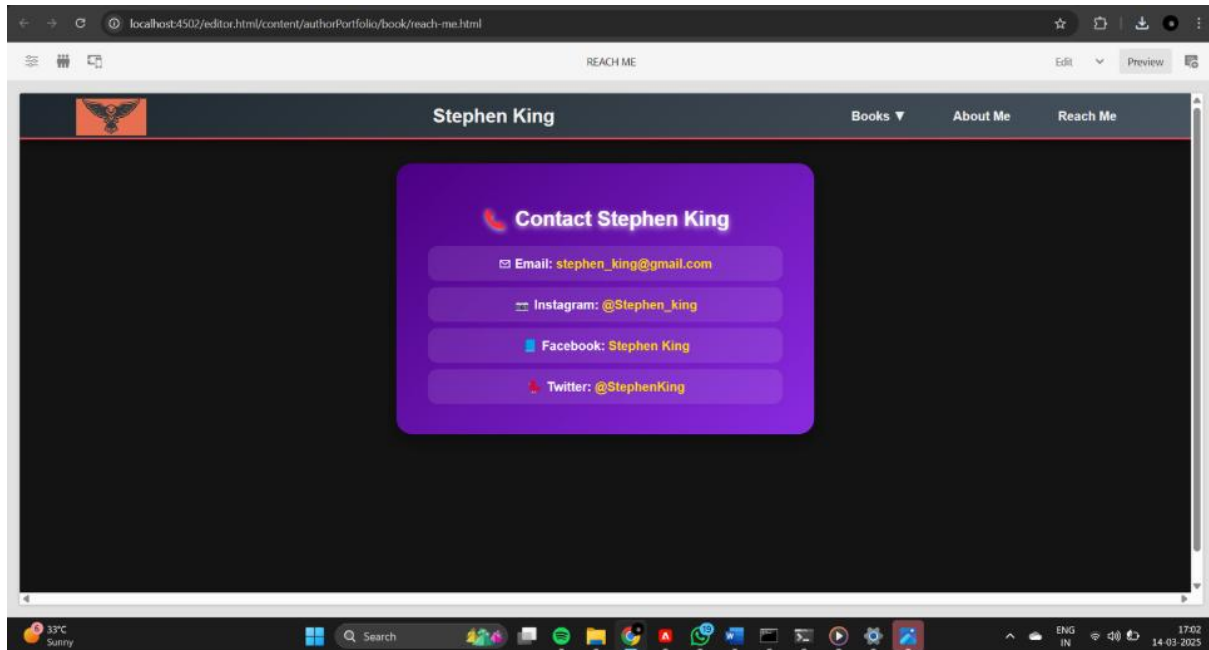 localhost:4502/editor.html/content/authorPortfolio/book/reach-me.html
REACH ME
Edit
Preview
Stephen King
Books ▼
About Me
Reach Me
📞 Contact Stephen King
✉ Email: stephen_king@gmail.com
📷 Instagram: @Stephen_king
📘 Facebook: Stephen King
🐦 Twitter: @StephenKing
33°C
Sunny
Search
ENG
IN
17:02
14-03-2025